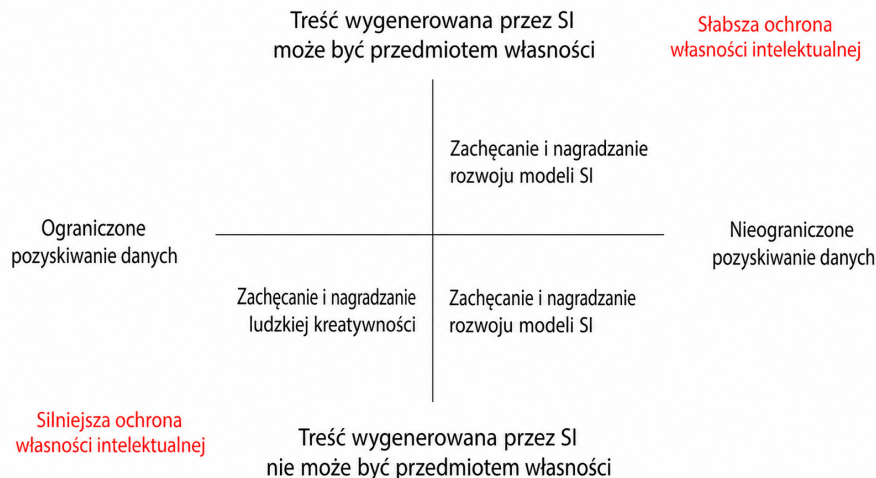 Treść wygenerowana przez SI
może być przedmiotem własności
Słabsza ochrona
własności intelektualnej
Zachęcanie i nagradzanie
rozwoju modeli SI
Ograniczone
pozyskiwanie danych
Nieograniczone
pozyskiwanie danych
Zachęcanie i nagradzanie
ludzkiej kreatywności
Zachęcanie i nagradzanie
rozwoju modeli SI
Silniejsza ochrona
własności intelektualnej
Treść wygenerowana przez SI
nie może być przedmiotem własności